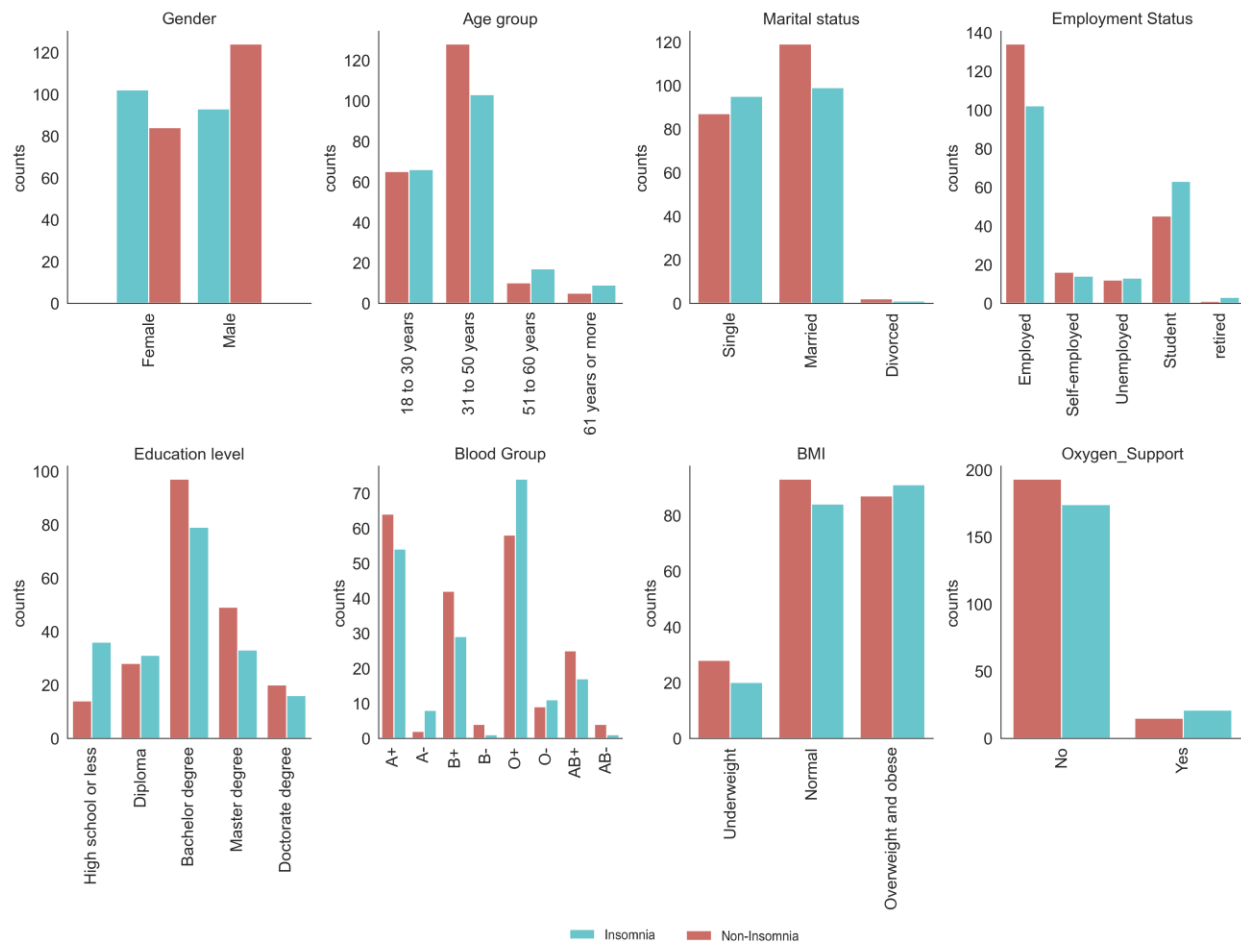 Gender
counts
120
100
80
60
40
20
0
Female
Male
Age group
counts
120
100
80
60
40
20
0
18 to 30 years
31 to 50 years
51 to 60 years
61 years or more
Marital status
counts
120
100
80
60
40
20
0
Single
Married
Divorced
Employment Status
counts
140
120
100
80
60
40
20
0
Employed
Self-employed
Unemployed
Student
retired
Education level
counts
100
80
60
40
20
0
High school or less
Diploma
Bachelor degree
Master degree
Doctorate degree
Blood Group
counts
70
60
50
40
30
20
10
0
A+
A-
B+
B-
O+
O-
AB+
AB-
BMI
counts
80
60
40
20
0
Underweight
Normal
Overweight and obese
Oxygen_Support
counts
200
150
100
50
0
No
Yes
Insomnia
Non-Insomnia